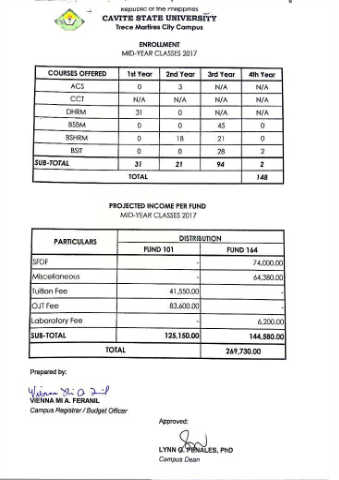 Republic of the Philippines
CAVITE STATE UNIVERSITY
Trece Martires City Campus
ENROLLMENT
MID-YEAR CLASSES 2017
COURSES OFFERED 1st Year 2nd Year 3rd Year 4th Year
ACS 0 3 N/A N/A
CCT N/A N/A N/A N/A
DHRM 31 0 N/A N/A
BSBM 0 0 45 0
BSHRM 0 18 21 0
BSIT 0 0 28 2
SUB-TOTAL 31 21 94 2
TOTAL 148
PROJECTED INCOME PER FUND
MID-YEAR CLASSES 2017
PARTICULARS DISTRIBUTION
FUND 101 FUND 164
SFDF - 74,000.00
Miscellaneous - 64,380.00
Tuition Fee 41,550.00 -
OJT Fee 83,600.00 -
Laboratory Fee - 6,200.00
SUB-TOTAL 125,150.00 144,580.00
TOTAL 269,730.00
Prepared by:
VIENNA MI A. FERANIL
Campus Registrar / Budget Officer
Approved:
LYNN G. PENALES, PhD
Campus Dean